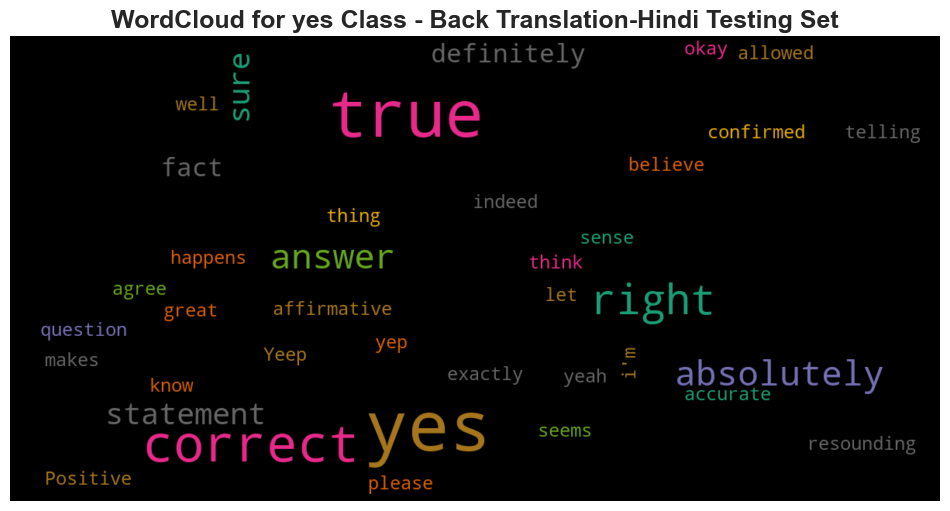 WordCloud for yes Class - Back Translation-Hindi Testing Set
definitely
okay
allowed
sure
well
true
confirmed
telling
fact
believe
indeed
thing
sense
happens
answer
think
agree
let
right
great
affirmative
question
yep
Yeep
makes
i'm
exactly
yeah
absolutely
know
accurate
statement
yes
seems
correct
resounding
Positive
please